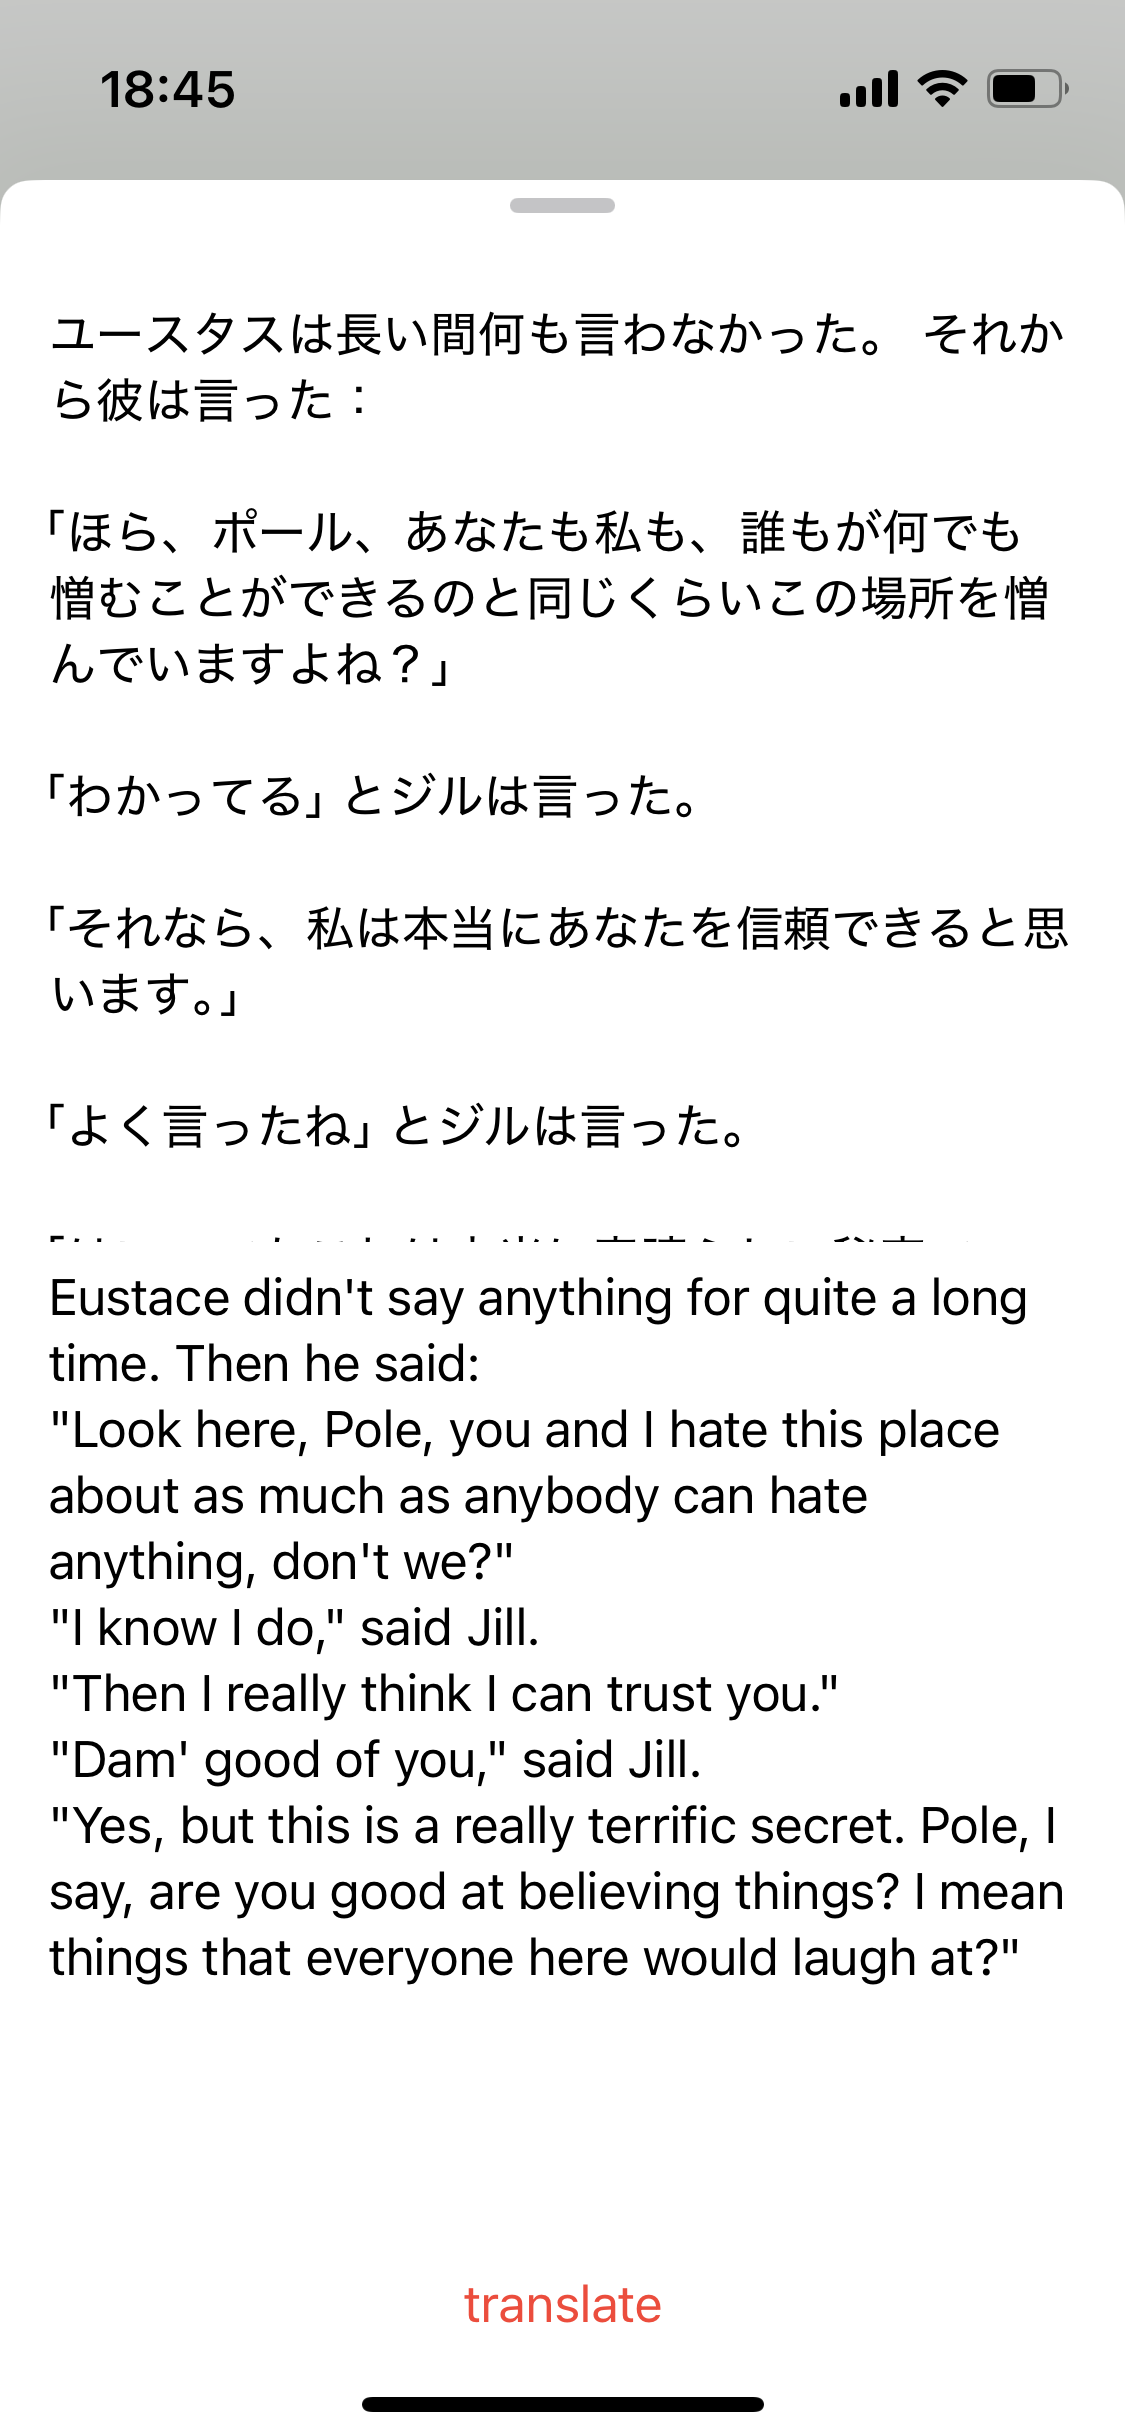 18:45
ユースタスは長い間何も言わなかった。 それか
ら彼は言った：
「ほら、ポール、あなたも私も、誰もが何でも
憎むことができるのと同じくらいこの場所を憎
んでいますよね？」
「わかってる」とジルは言った。
「それなら、私は本当にあなたを信頼できると思
います。」
「よく言ったね」とジルは言った。
Eustace didn't say anything for quite a long
time. Then he said:
"Look here, Pole, you and I hate this place
about as much as anybody can hate
anything, don't we?"
"I know I do," said Jill.
"Then I really think I can trust you."
"Dam' good of you," said Jill.
"Yes, but this is a really terrific secret. Pole, I
say, are you good at believing things? I mean
things that everyone here would laugh at?"
translate